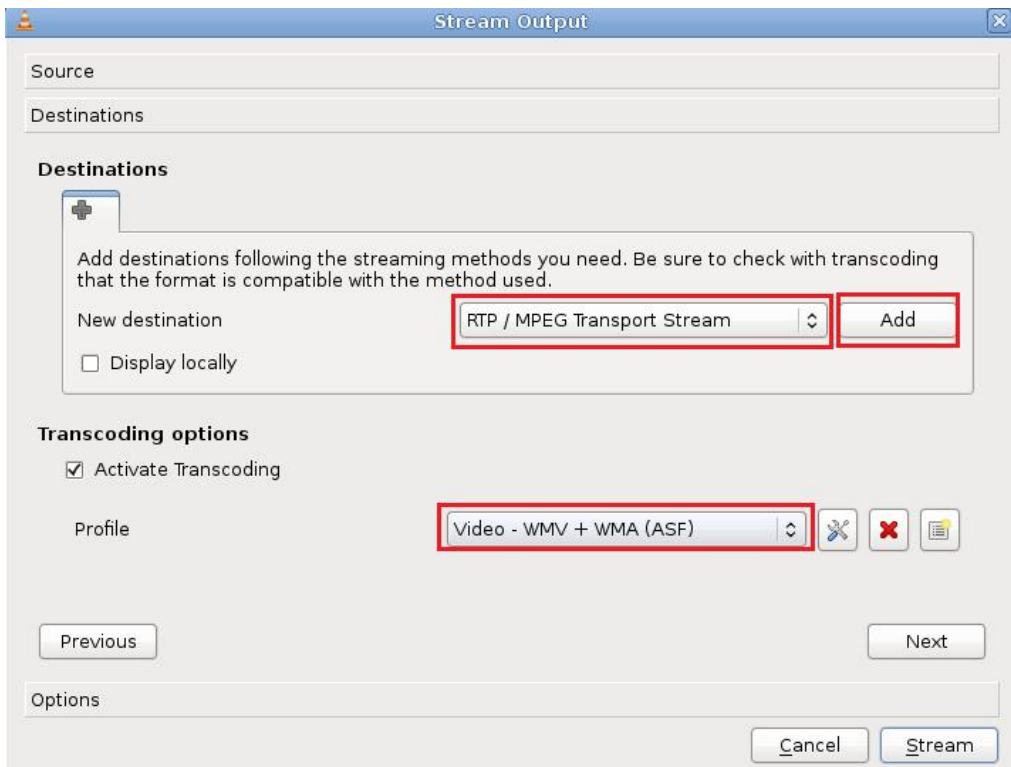 Stream Output
Source
Destinations
Destinations
Add destinations following the streaming methods you need. Be sure to check with transcoding
that the format is compatible with the method used.
New destination
RTP / MPEG Transport Stream
Add
Display locally
Transcoding options
Activate Transcoding
Profile
Video - WMV + WMA (ASF)
Previous
Next
Options
Cancel
Stream